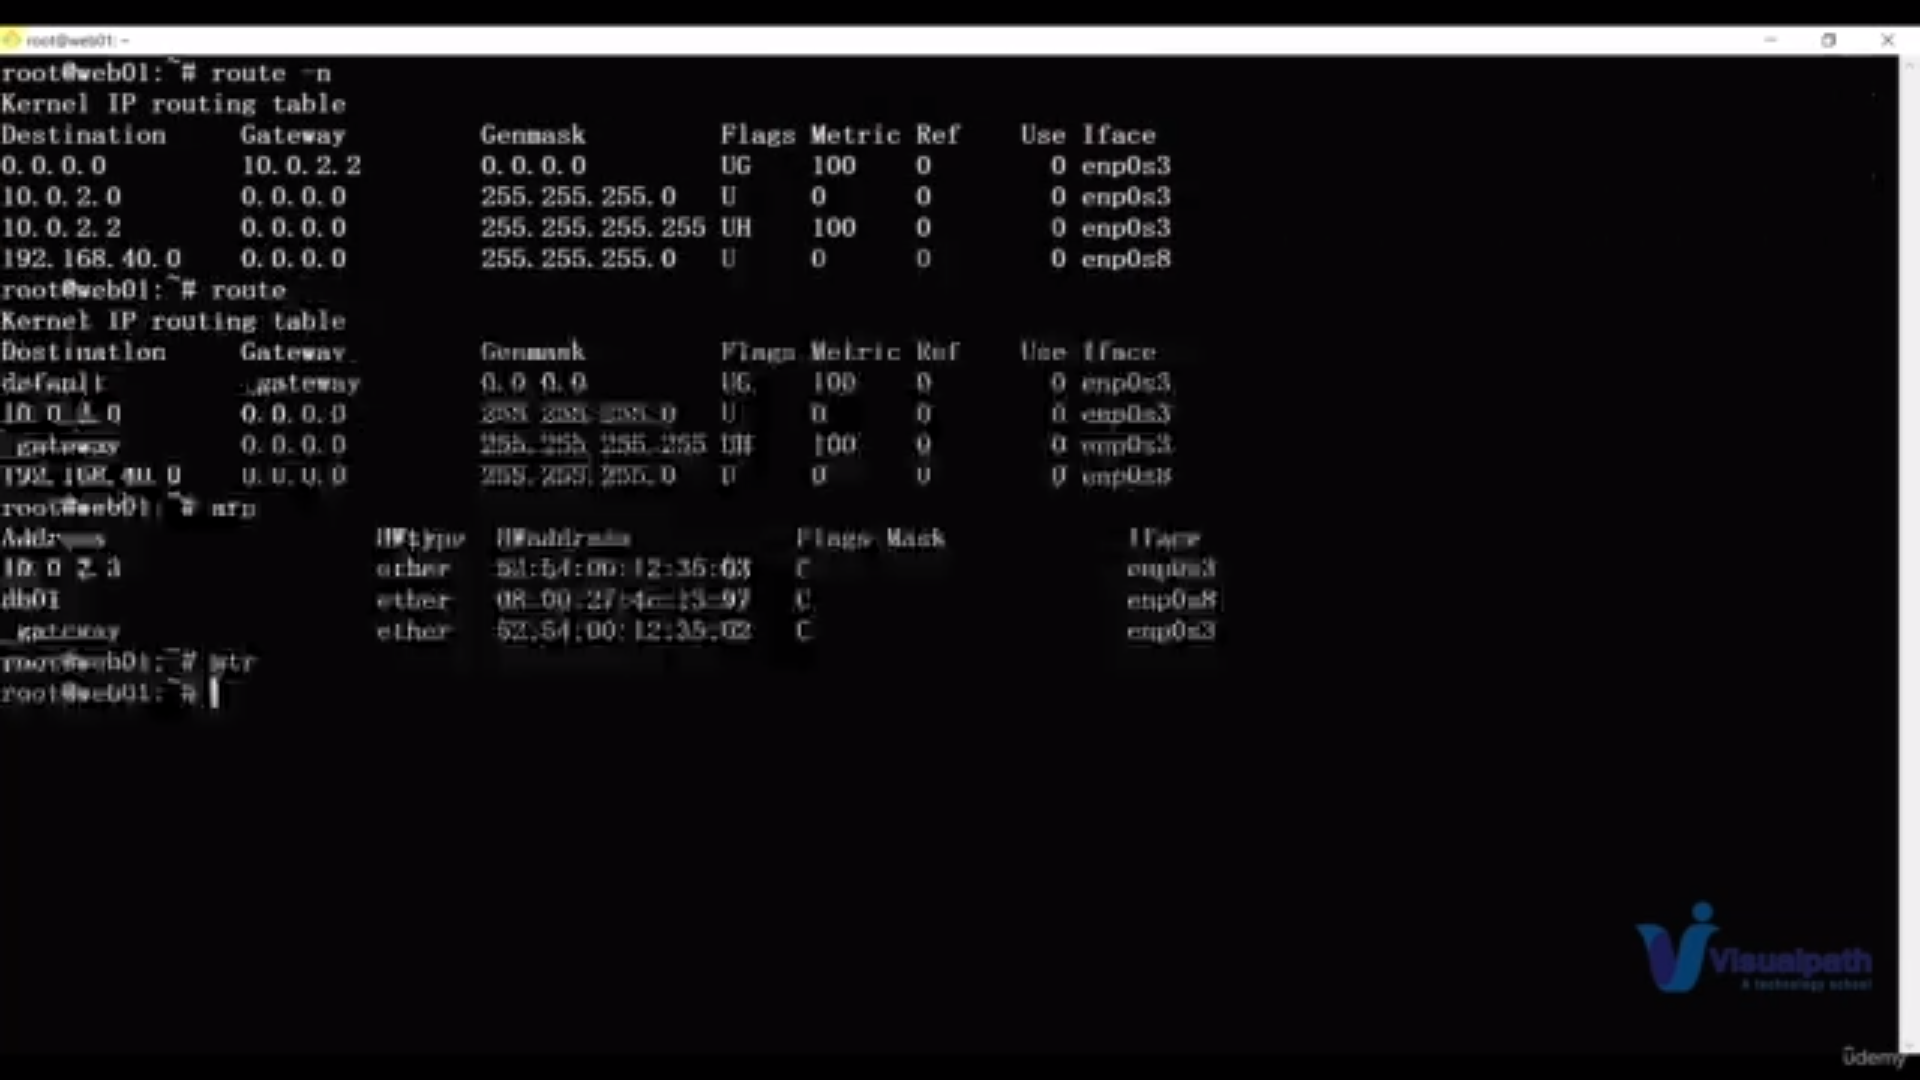 root@web01: ~
root@web01:~# route -n
Kernel IP routing table
Destination Gateway Genmask Flags Metric Ref Use Iface
0.0.0.0 10.0.2.2 0.0.0.0 UG 100 0 0 enp0s3
10.0.2.0 0.0.0.0 255.255.255.0 U 0 0 0 enp0s3
10.0.2.2 0.0.0.0 255.255.255.255 UH 100 0 0 enp0s3
192.168.40.0 0.0.0.0 255.255.255.0 U 0 0 0 enp0s8
root@web01:~# route
Kernel IP routing table
Destination Gateway Genmask Flags Metric Ref Use Iface
default _gateway 0.0.0.0 UG 100 0 0 enp0s3
10.0.2.0 0.0.0.0 255.255.255.0 U 0 0 0 enp0s3
_gateway 0.0.0.0 255.255.255.255 UH 100 0 0 enp0s3
192.168.40.0 0.0.0.0 255.255.255.0 U 0 0 0 enp0s8
root@web01:~# arp
Address HWtype HWaddress Flags Mask Iface
10.0.2.3 ether 52:54:00:12:35:03 C enp0s3
db01 ether C enp0s8
_gateway ether 52:54:00:12:35:02 C enp0s3
root@web01:~# mtr
root@web01:~#
Visualpath
A technology school
udemy